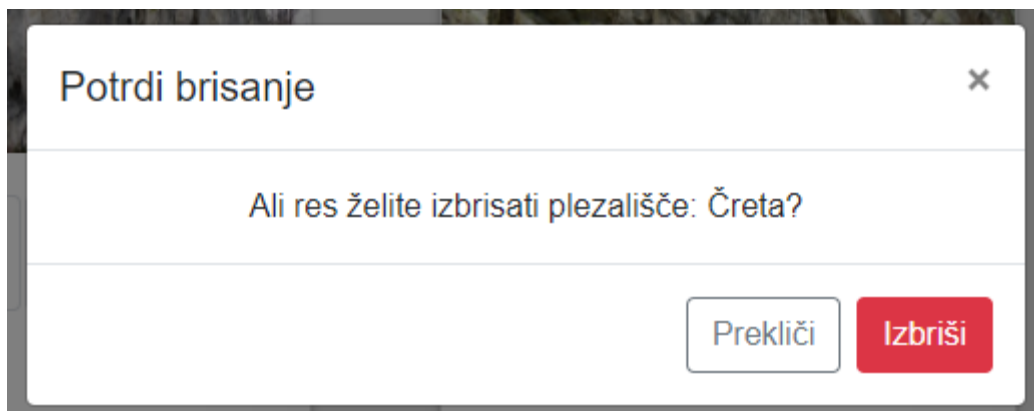 Potrdi brisanje
×
Ali res želite izbrisati plezališče: Čreta?
Prekliči
Izbriši